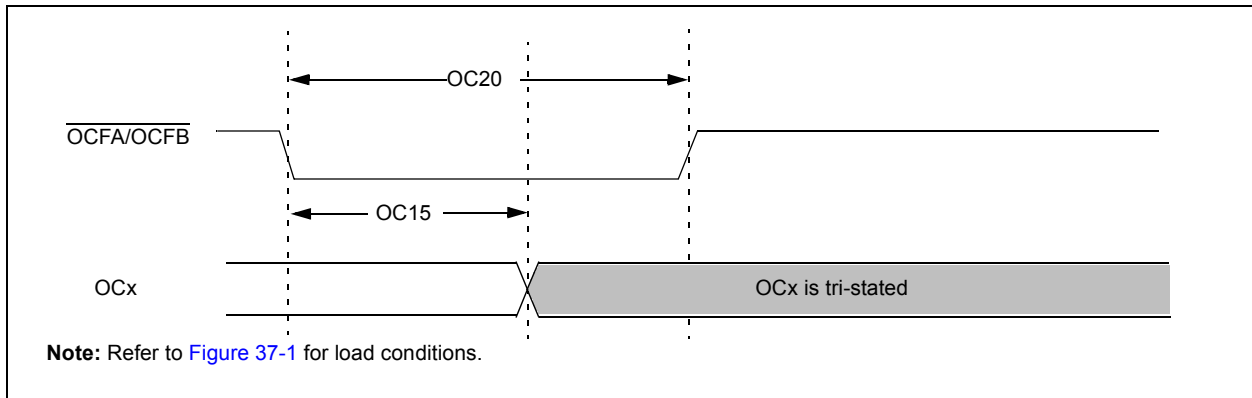 OC20
OCFA/OCFB
OC15
OCx
OCx is tri-stated
Note: Refer to Figure 37-1 for load conditions.